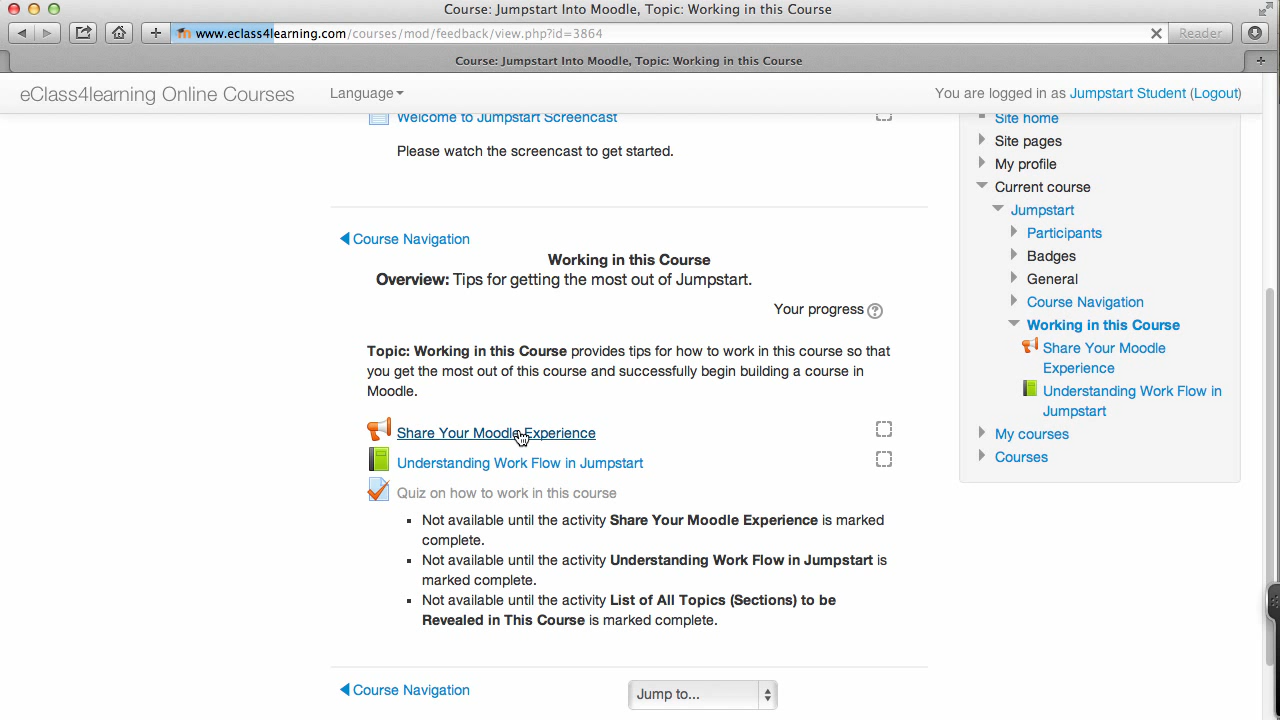 Course: Jumpstart Into Moodle, Topic: Working in this Course
www.eclass4learning.com/courses/mod/feedback/view.php?id=3864
Reader
Course: Jumpstart Into Moodle, Topic: Working in this Course
eClass4learning Online Courses
Language
You are logged in as Jumpstart Student (Logout)
Welcome to Jumpstart Screencast
Please watch the screencast to get started.
Course Navigation
Working in this Course
Overview: Tips for getting the most out of Jumpstart.
Your progress
Topic: Working in this Course provides tips for how to work in this course so that
you get the most out of this course and successfully begin building a course in
Moodle.
Share Your Moodle Experience
Understanding Work Flow in Jumpstart
Quiz on how to work in this course
Not available until the activity Share Your Moodle Experience is marked
complete.
Not available until the activity Understanding Work Flow in Jumpstart is
marked complete.
Not available until the activity List of All Topics (Sections) to be
Revealed in This Course is marked complete.
Course Navigation
Jump to...
Site home
Site pages
My profile
Current course
Jumpstart
Participants
Badges
General
Course Navigation
Working in this Course
Share Your Moodle
Experience
Understanding Work Flow in
Jumpstart
My courses
Courses